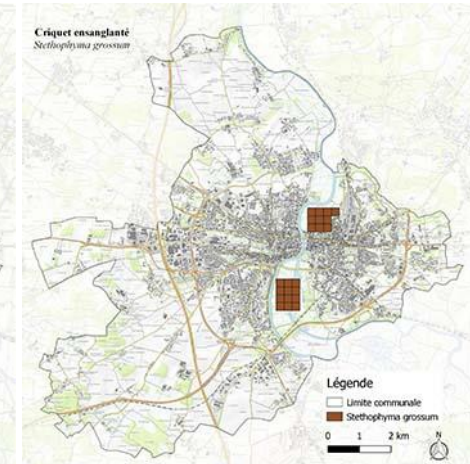 Criquet ensanglanté
Stethophyma grossum
Légende
Limite communale
Stethophyma grossum
0 1 2 km
N